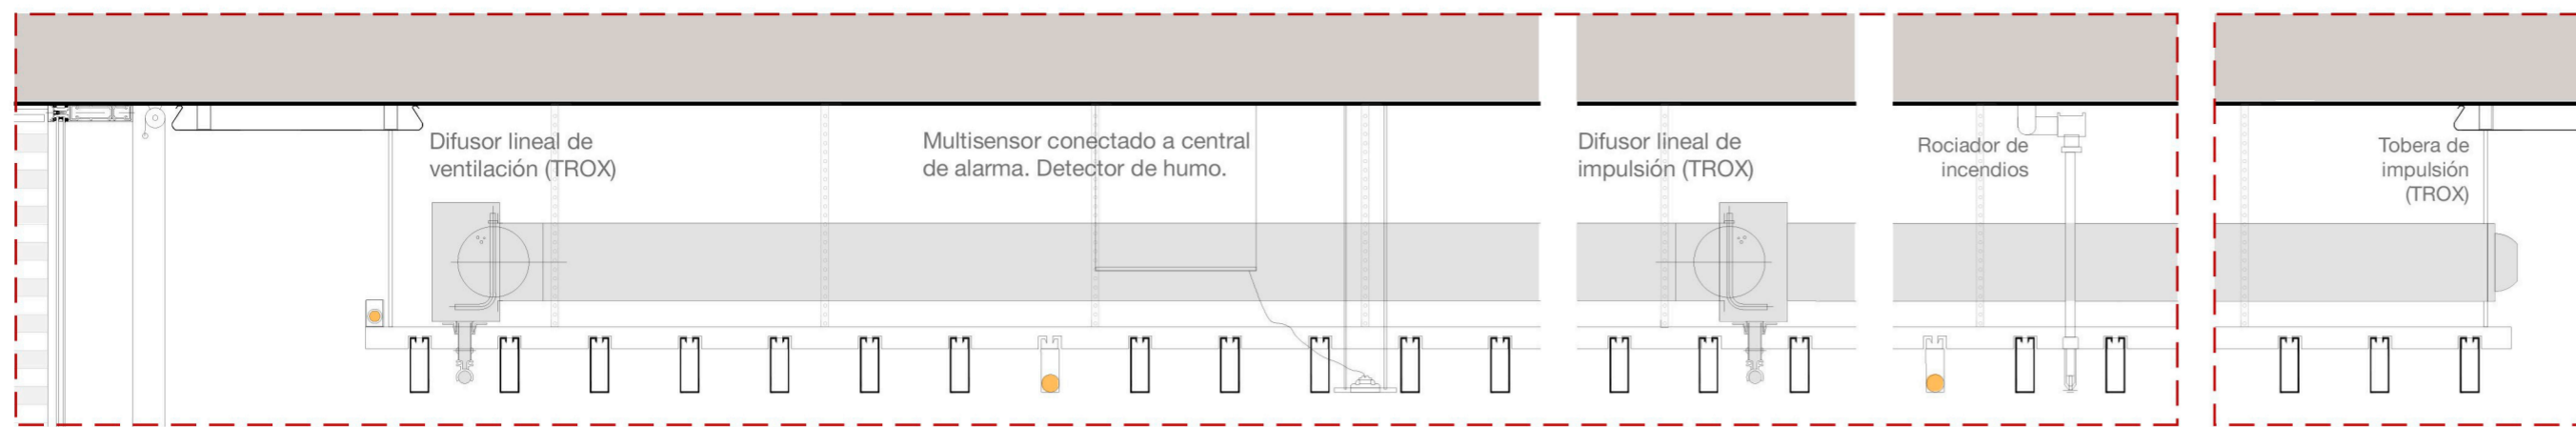 Difusor lineal de
ventilación (TROX)
Multisensor conectado a central
de alarma. Detector de humo.
Difusor lineal de
impulsión (TROX)
Rociador de
incendios
Tobera de
impulsión
(TROX)